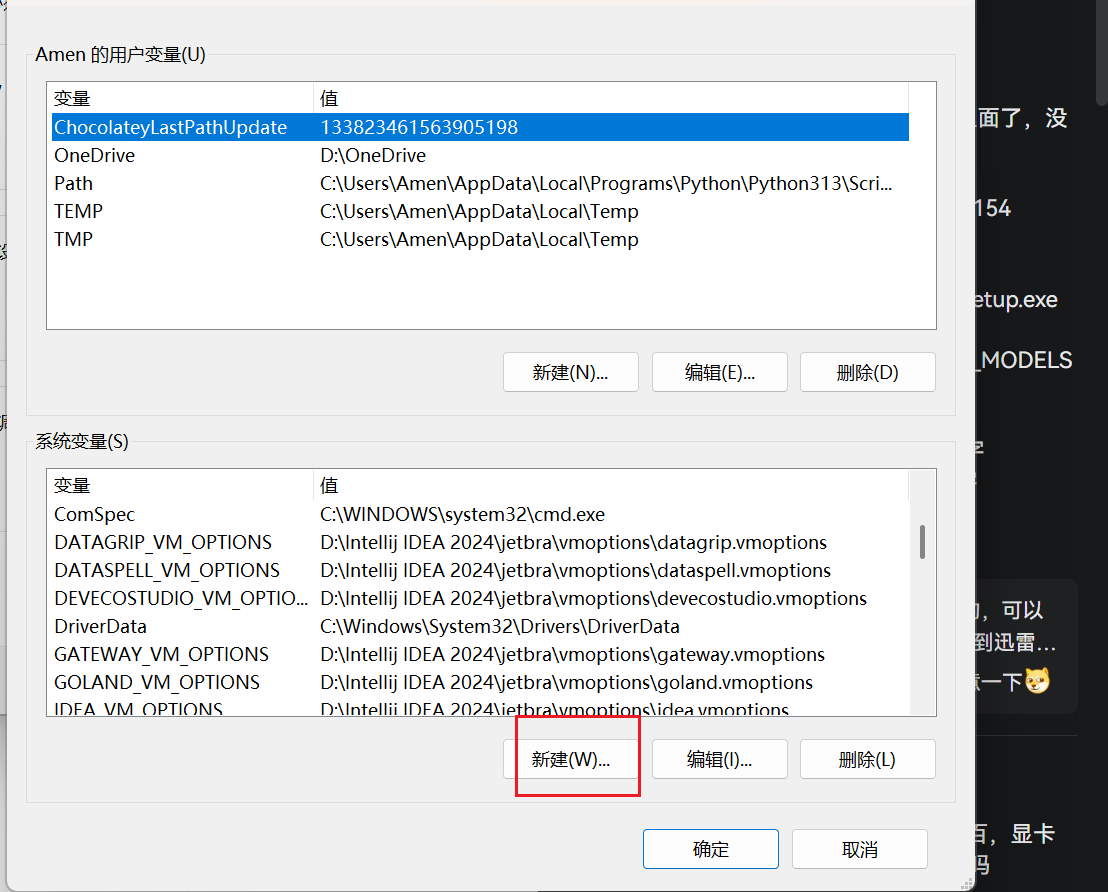 Amen 的用户变量(U)
变量 值
ChocolateyLastPathUpdate 133823461563905198
OneDrive D:\OneDrive
Path C:\Users\Amen\AppData\Local\Programs\Python\Python313\Scri...
TEMP C:\Users\Amen\AppData\Local\Temp
TMP C:\Users\Amen\AppData\Local\Temp
新建(N)... 编辑(E)... 删除(D)
系统变量(S)
变量 值
ComSpec C:\WINDOWS\system32\cmd.exe
DATAGRIP_VM_OPTIONS D:\Intellij IDEA 2024\jetbra\vmoptions\datagrip.vmoptions
DATASPELL_VM_OPTIONS D:\Intellij IDEA 2024\jetbra\vmoptions\dataspell.vmoptions
DEVECOSTUDIO_VM_OPTIO... D:\Intellij IDEA 2024\jetbra\vmoptions\devecostudio.vmoptions
DriverData C:\Windows\System32\Drivers\DriverData
GATEWAY_VM_OPTIONS D:\Intellij IDEA 2024\jetbra\vmoptions\gateway.vmoptions
GOLAND_VM_OPTIONS D:\Intellij IDEA 2024\jetbra\vmoptions\goland.vmoptions
IDEA_VM_OPTIONS D:\Intellij IDEA 2024\jetbra\vmoptions\idea.vmoptions
新建(W)... 编辑(I)... 删除(L)
确定 取消
面了，没
154
etup.exe
_MODELS
，可以
到迅雷...
一下
，显卡
吗